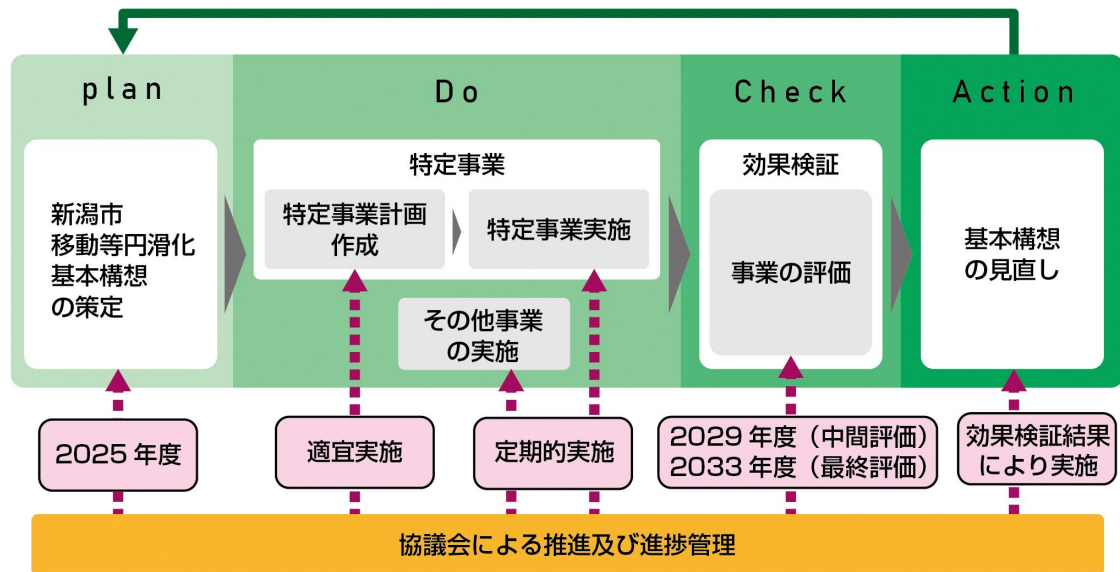 plan
Do
Check
Action
新潟市
移動等円滑化
基本構想
の策定
特定事業
特定事業計画
作成
特定事業実施
その他事業
の実施
効果検証
事業の評価
基本構想
の見直し
2025 年度
適宜実施
定期的実施
2029 年度（中間評価）
2033 年度（最終評価）
効果検証結果
により実施
協議会による推進及び進捗管理